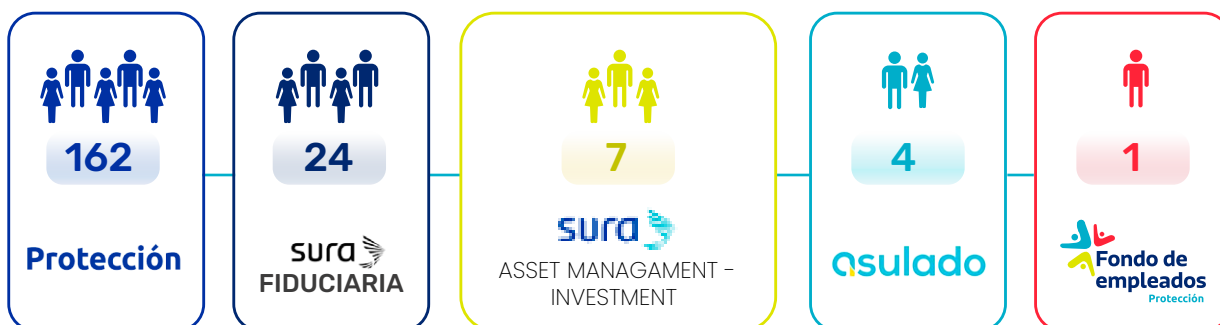 162
Protección
24
sura
FIDUCIARIA
7
sura
ASSET MANAGAMENT -
INVESTMENT
4
asulado
1
Fondo de
empleados
Protección